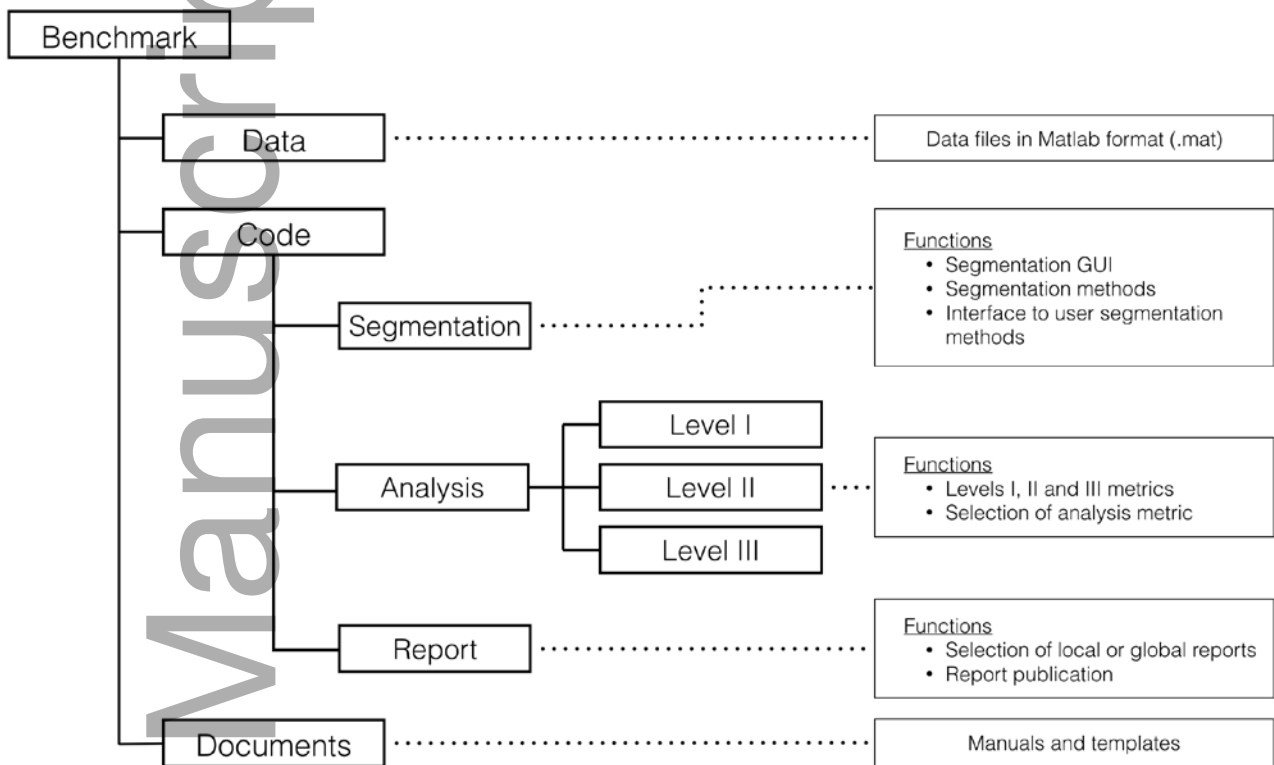 Benchmark
Data
Data files in Matlab format (.mat)
Code
Functions
• Segmentation GUI
• Segmentation methods
• Interface to user segmentation
methods
Segmentation
Level I
Analysis
Level II
Level III
Functions
• Levels I, II and III metrics
• Selection of analysis metric
Report
Functions
• Selection of local or global reports
• Report publication
Documents
Manuals and templates
Manuscrip